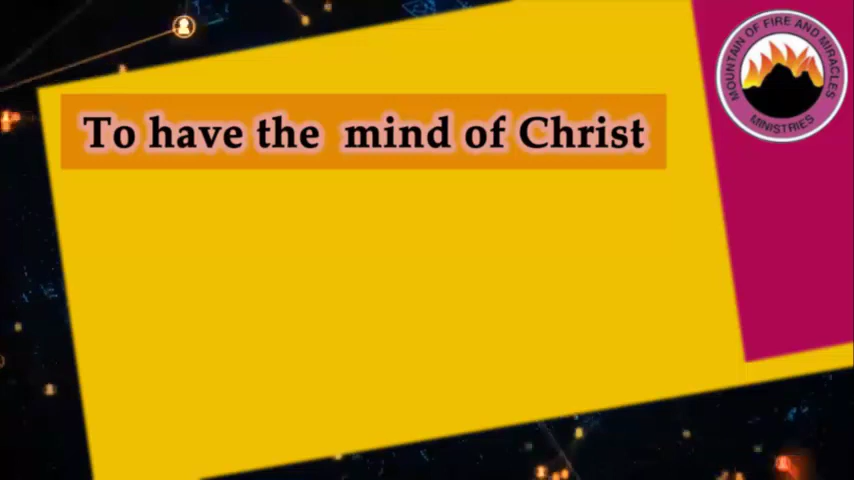 To have the mind of Christ
MOUNTAIN OF FIRE AND MIRACLES
MINISTRIES